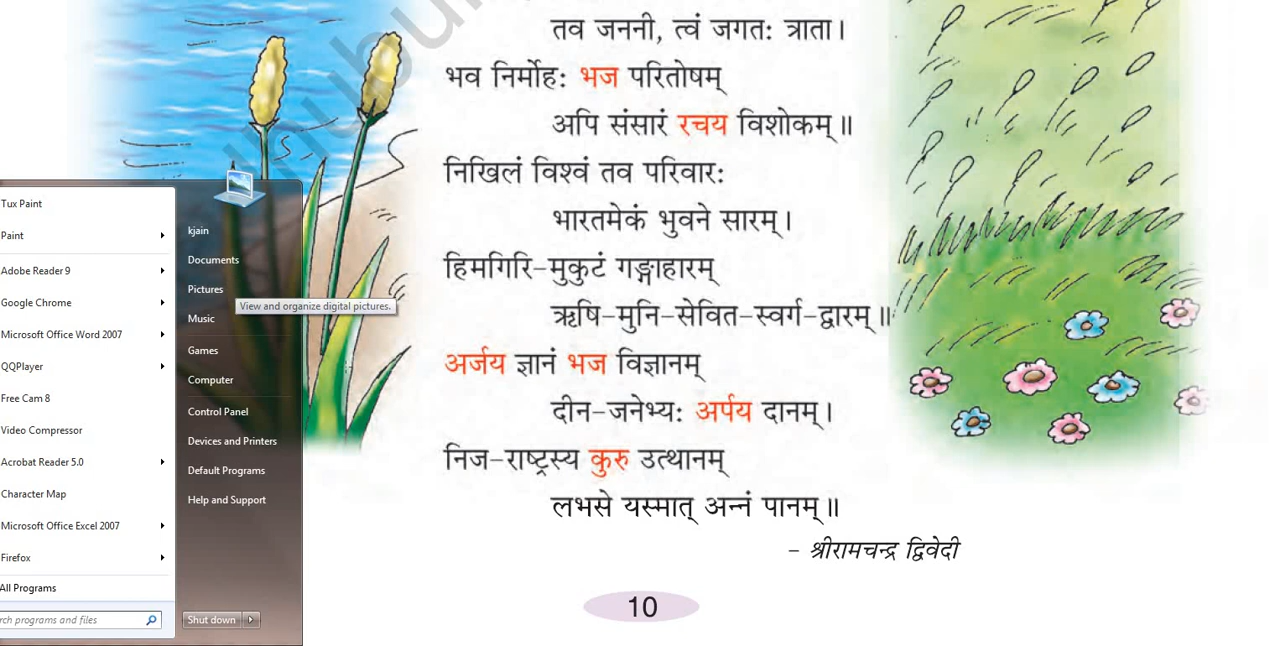 तव जननी, त्वं जगतः त्राता।
भव निर्मोहः भज परितोषम्
अपि संसारं रचय विशोकम्॥
निखिलं विश्वं तव परिवारः
भारतमेकं भुवने सारम्।
हिमगिरि-मुकुटं गङ्गाहारम्
ऋषि-मुनि-सेवित-स्वर्ग-द्वारम्॥
अर्जय ज्ञानं भज विज्ञानम्
दीन-जनेभ्यः अर्पय दानम्।
निज-राष्ट्रस्य कुरु उत्थानम्
लभसे यस्मात् अन्नं पानम्॥
- श्रीरामचन्द्र द्विवेदी
10
Tux Paint
Paint
Adobe Reader 9
Google Chrome
Microsoft Office Word 2007
QQPlayer
Free Cam 8
Video Compressor
Acrobat Reader 5.0
Character Map
Microsoft Office Excel 2007
Firefox
All Programs
rch programs and files
kjain
Documents
Pictures
View and organize digital pictures.
Music
Games
Computer
Control Panel
Devices and Printers
Default Programs
Help and Support
Shut down